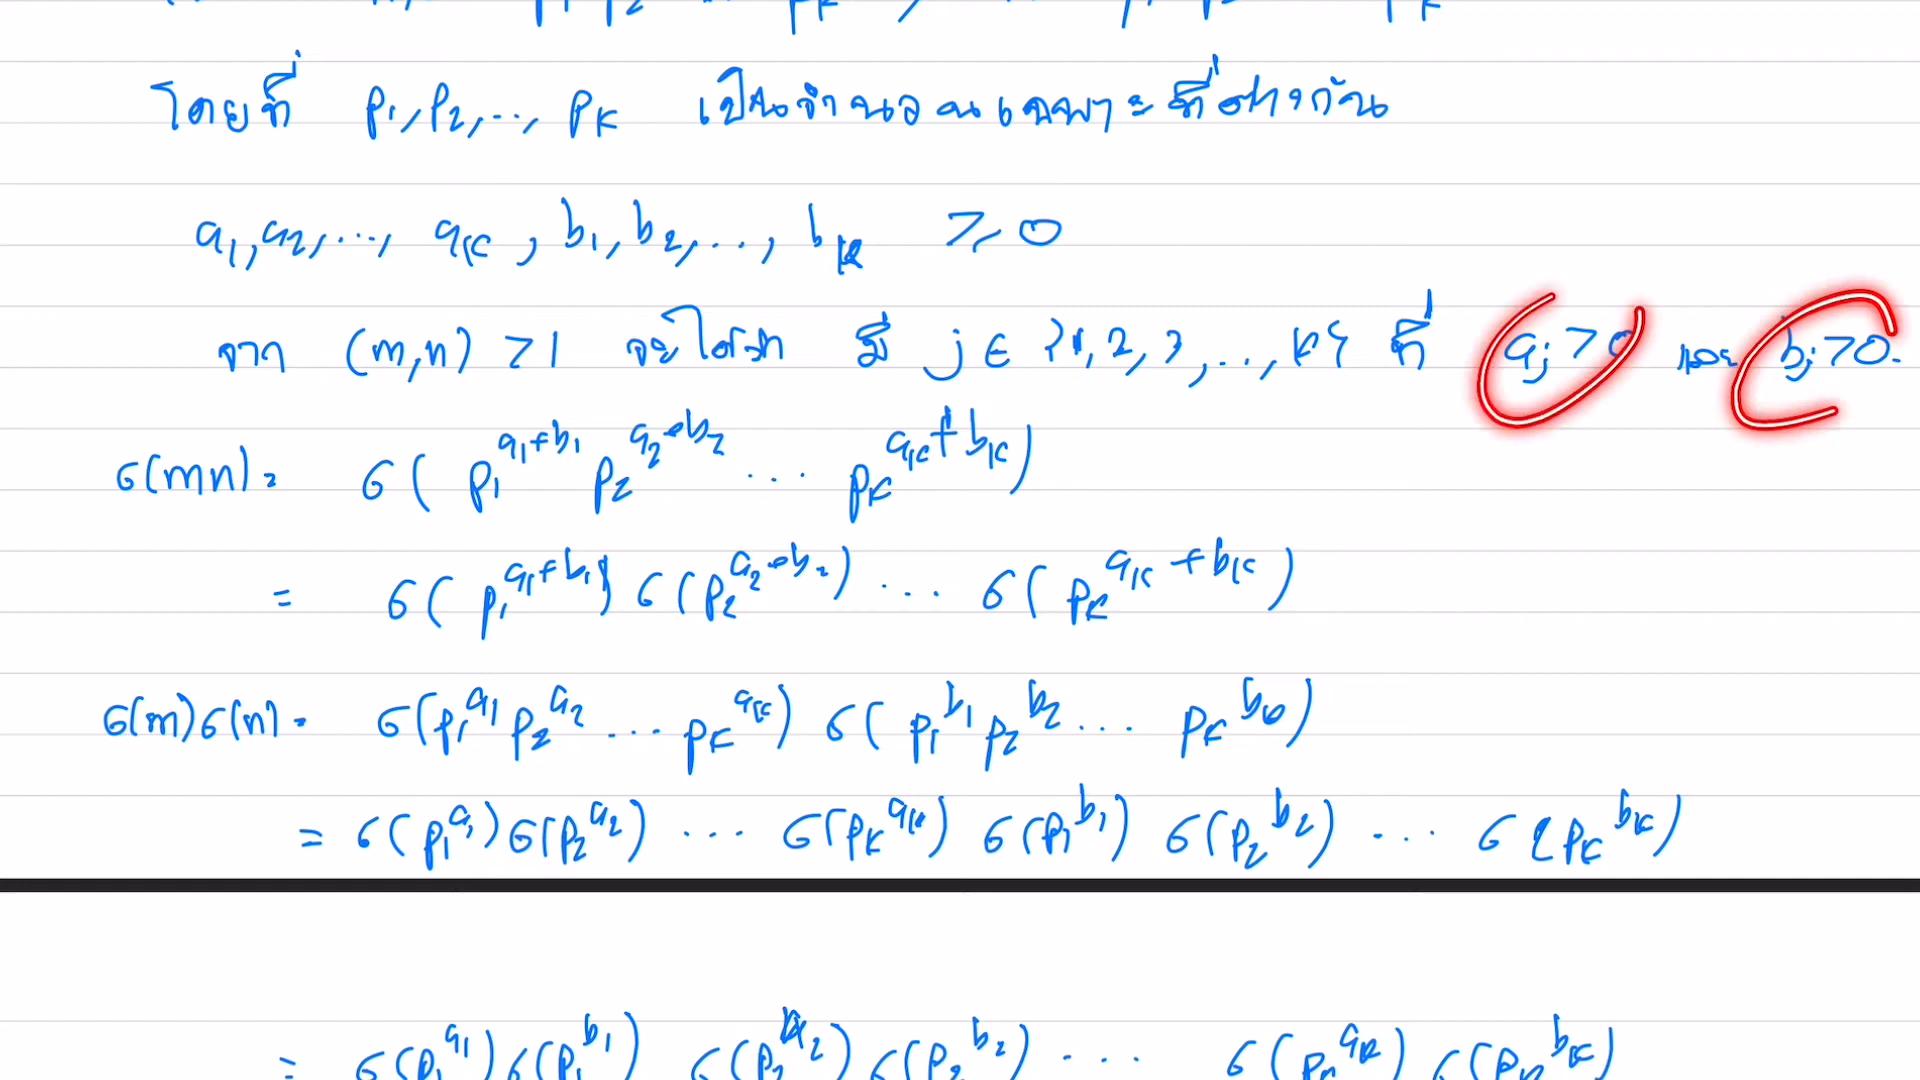 โดยที่ p₁, p₂, ..., pₖ เป็นจำนวนเฉพาะที่ต่างกัน
a₁, a₂, ..., aₖ, b₁, b₂, ..., bₖ ≥ 0
จาก (m,n) > 1 จะได้ว่า มี j ∈ {1, 2, 3, ..., k} ที่ aⱼ > 0 และ bⱼ > 0.
σ(mn) = σ( p₁^{a₁+b₁} p₂^{a₂+b₂} ... pₖ^{aₖ+bₖ} )
= σ( p₁^{a₁+b₁} ) σ( p₂^{a₂+b₂} ) ... σ( pₖ^{aₖ+bₖ} )
σ(m)σ(n) = σ( p₁^{a₁} p₂^{a₂} ... pₖ^{aₖ} ) σ( p₁^{b₁} p₂^{b₂} ... pₖ^{bₖ} )
= σ( p₁^{a₁} ) σ( p₂^{a₂} ) ... σ( pₖ^{aₖ} ) σ( p₁^{b₁} ) σ( p₂^{b₂} ) ... σ( pₖ^{bₖ} )
= σ( p₁^{a₁} ) σ( p₁^{b₁} ) σ( p₂^{a₂} ) σ( p₂^{b₂} ) ... σ( pₖ^{aₖ} ) σ( pₖ^{bₖ} )